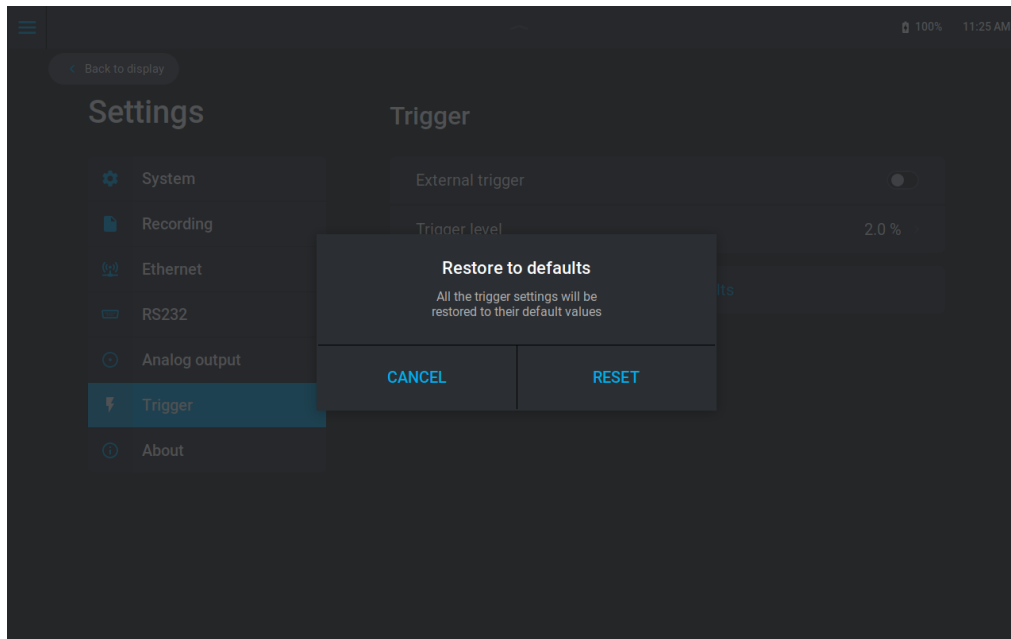 100% 11:25 AM
Back to display
Settings
Trigger
System
Recording
Ethernet
RS232
Analog output
Trigger
About
External trigger
Trigger level 2.0 %
Restore to defaults
All the trigger settings will be
restored to their default values
CANCEL RESET